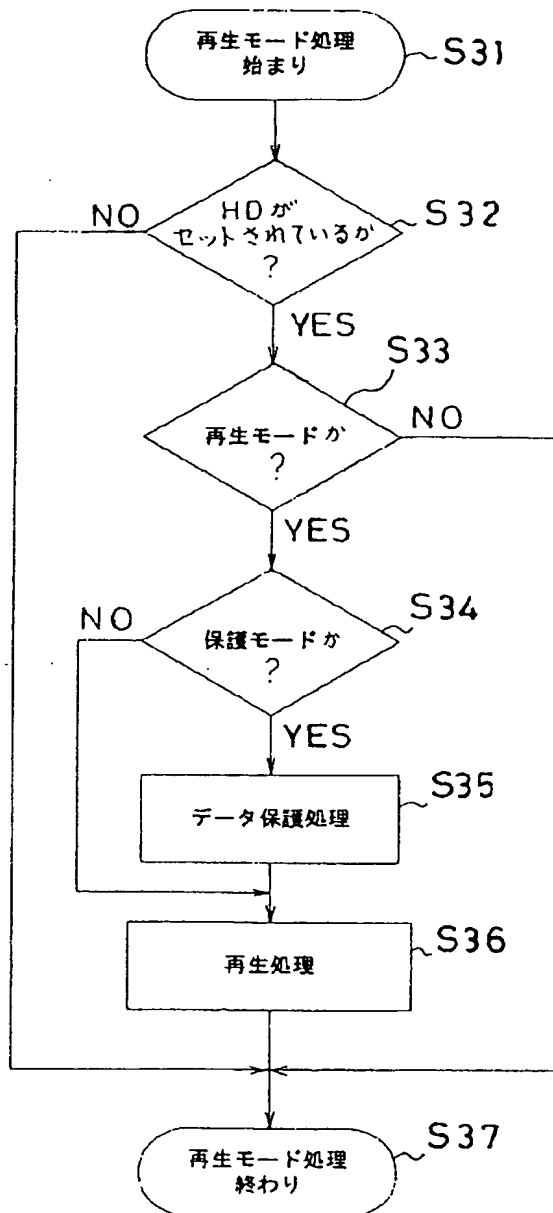 再生モード処理
始まり
S31
HDが
セットされているか
?
S32
NO
YES
S33
再生モードか
?
NO
YES
S34
保護モードか
?
NO
YES
S35
データ保護処理
S36
再生処理
S37
再生モード処理
終わり